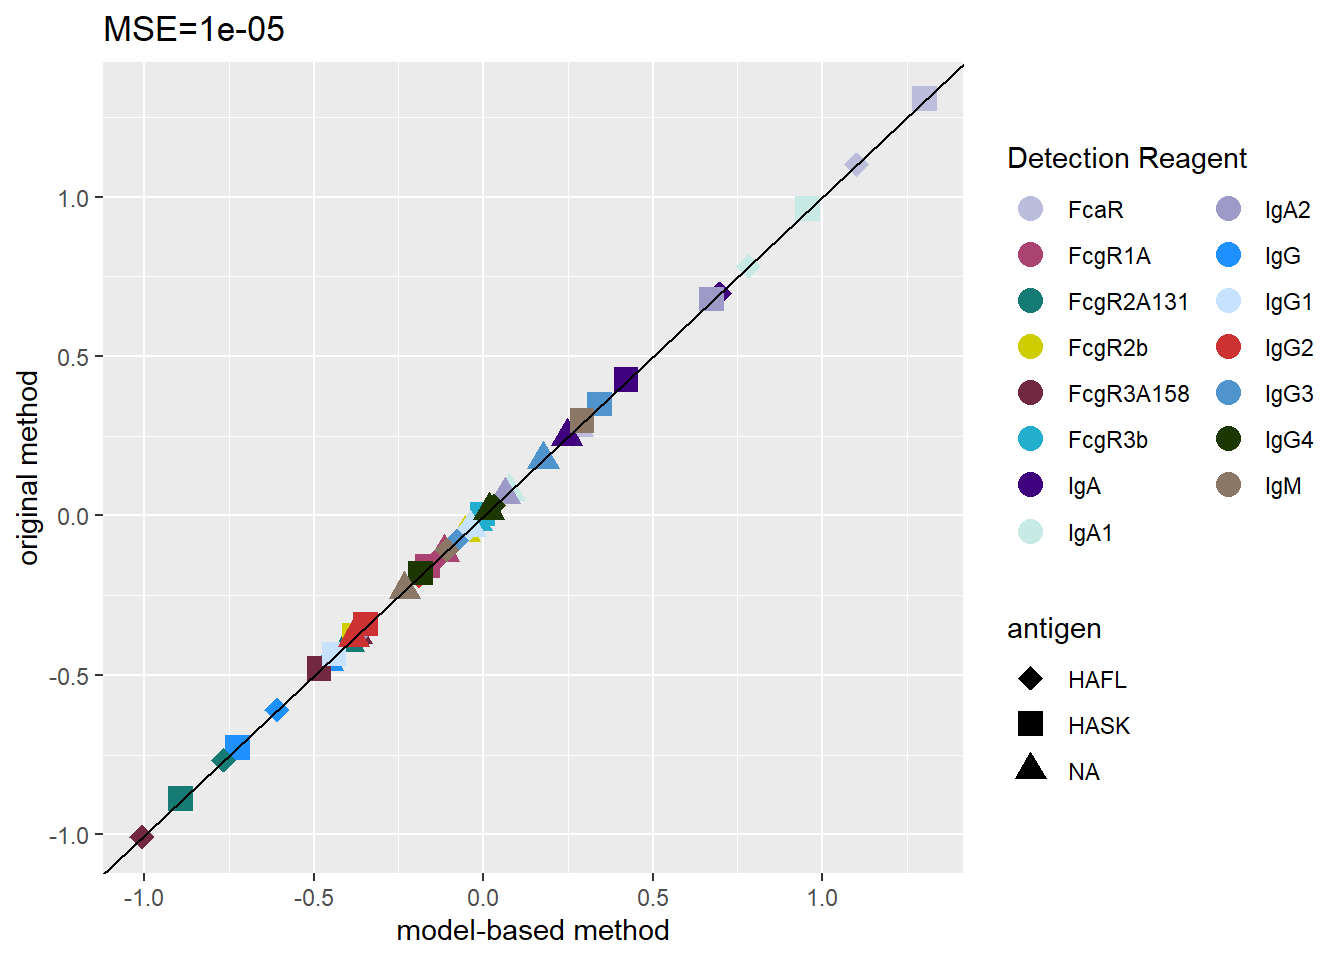 MSE=1e-05
original method
1.0
0.5
0.0
-0.5
-1.0
-1.0
-0.5
0.0
0.5
1.0
model-based method
Detection Reagent
FcaR
FcgR1A
FcgR2A131
FcgR2b
FcgR3A158
FcgR3b
IgA
IgA1
IgA2
IgG
IgG1
IgG2
IgG3
IgG4
IgM
antigen
HAFL
HASK
NA